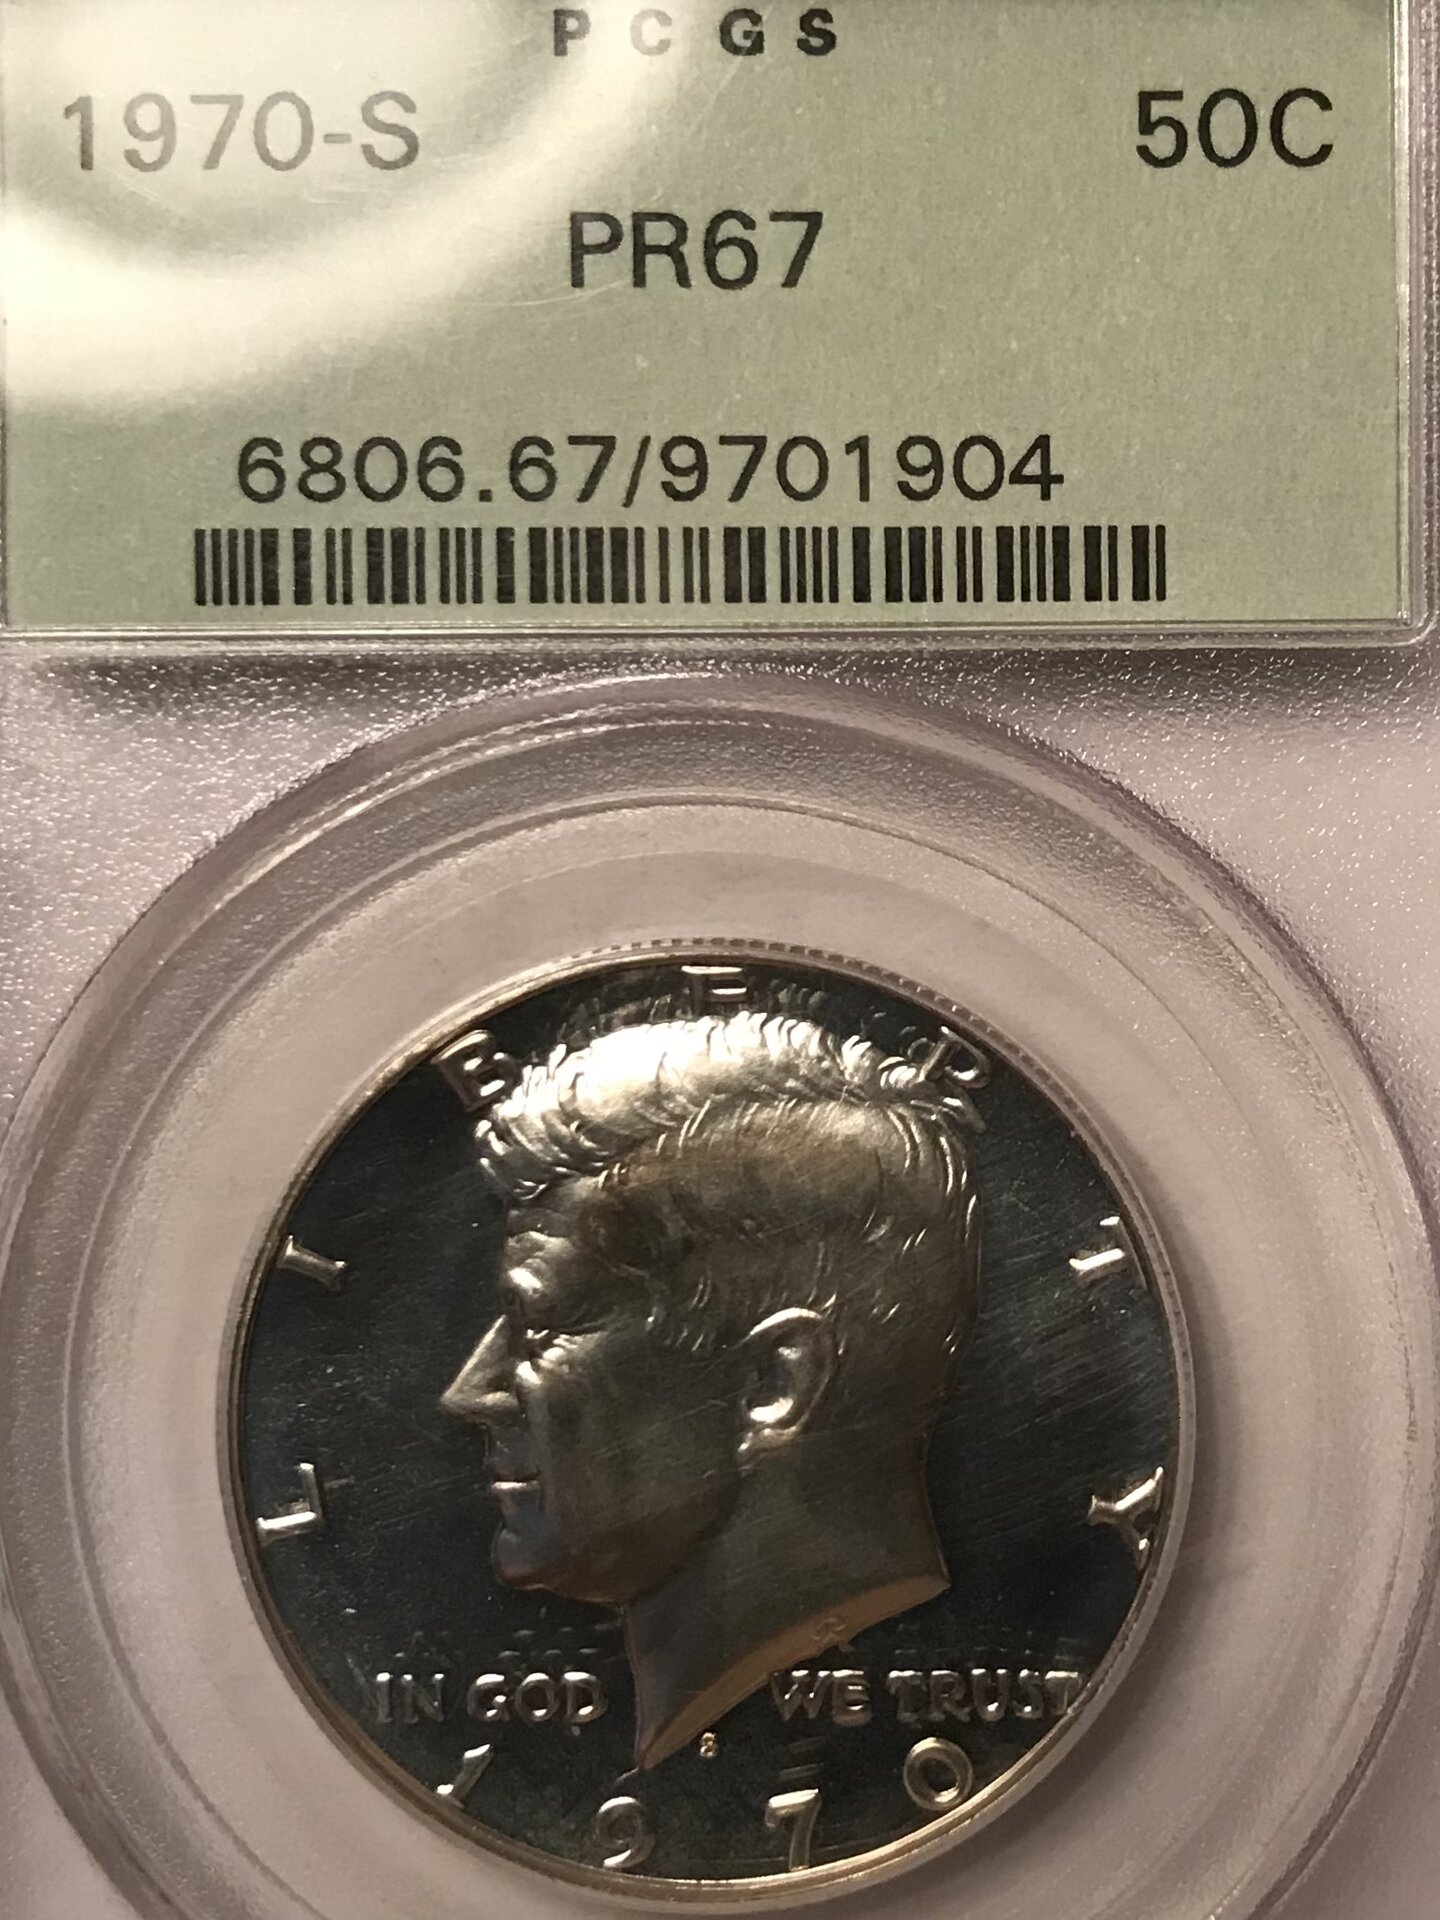 PCGS
1970-S 50C
PR67
6806.67/9701904
LIBERTY
IN GOD WE TRUST
S
1970